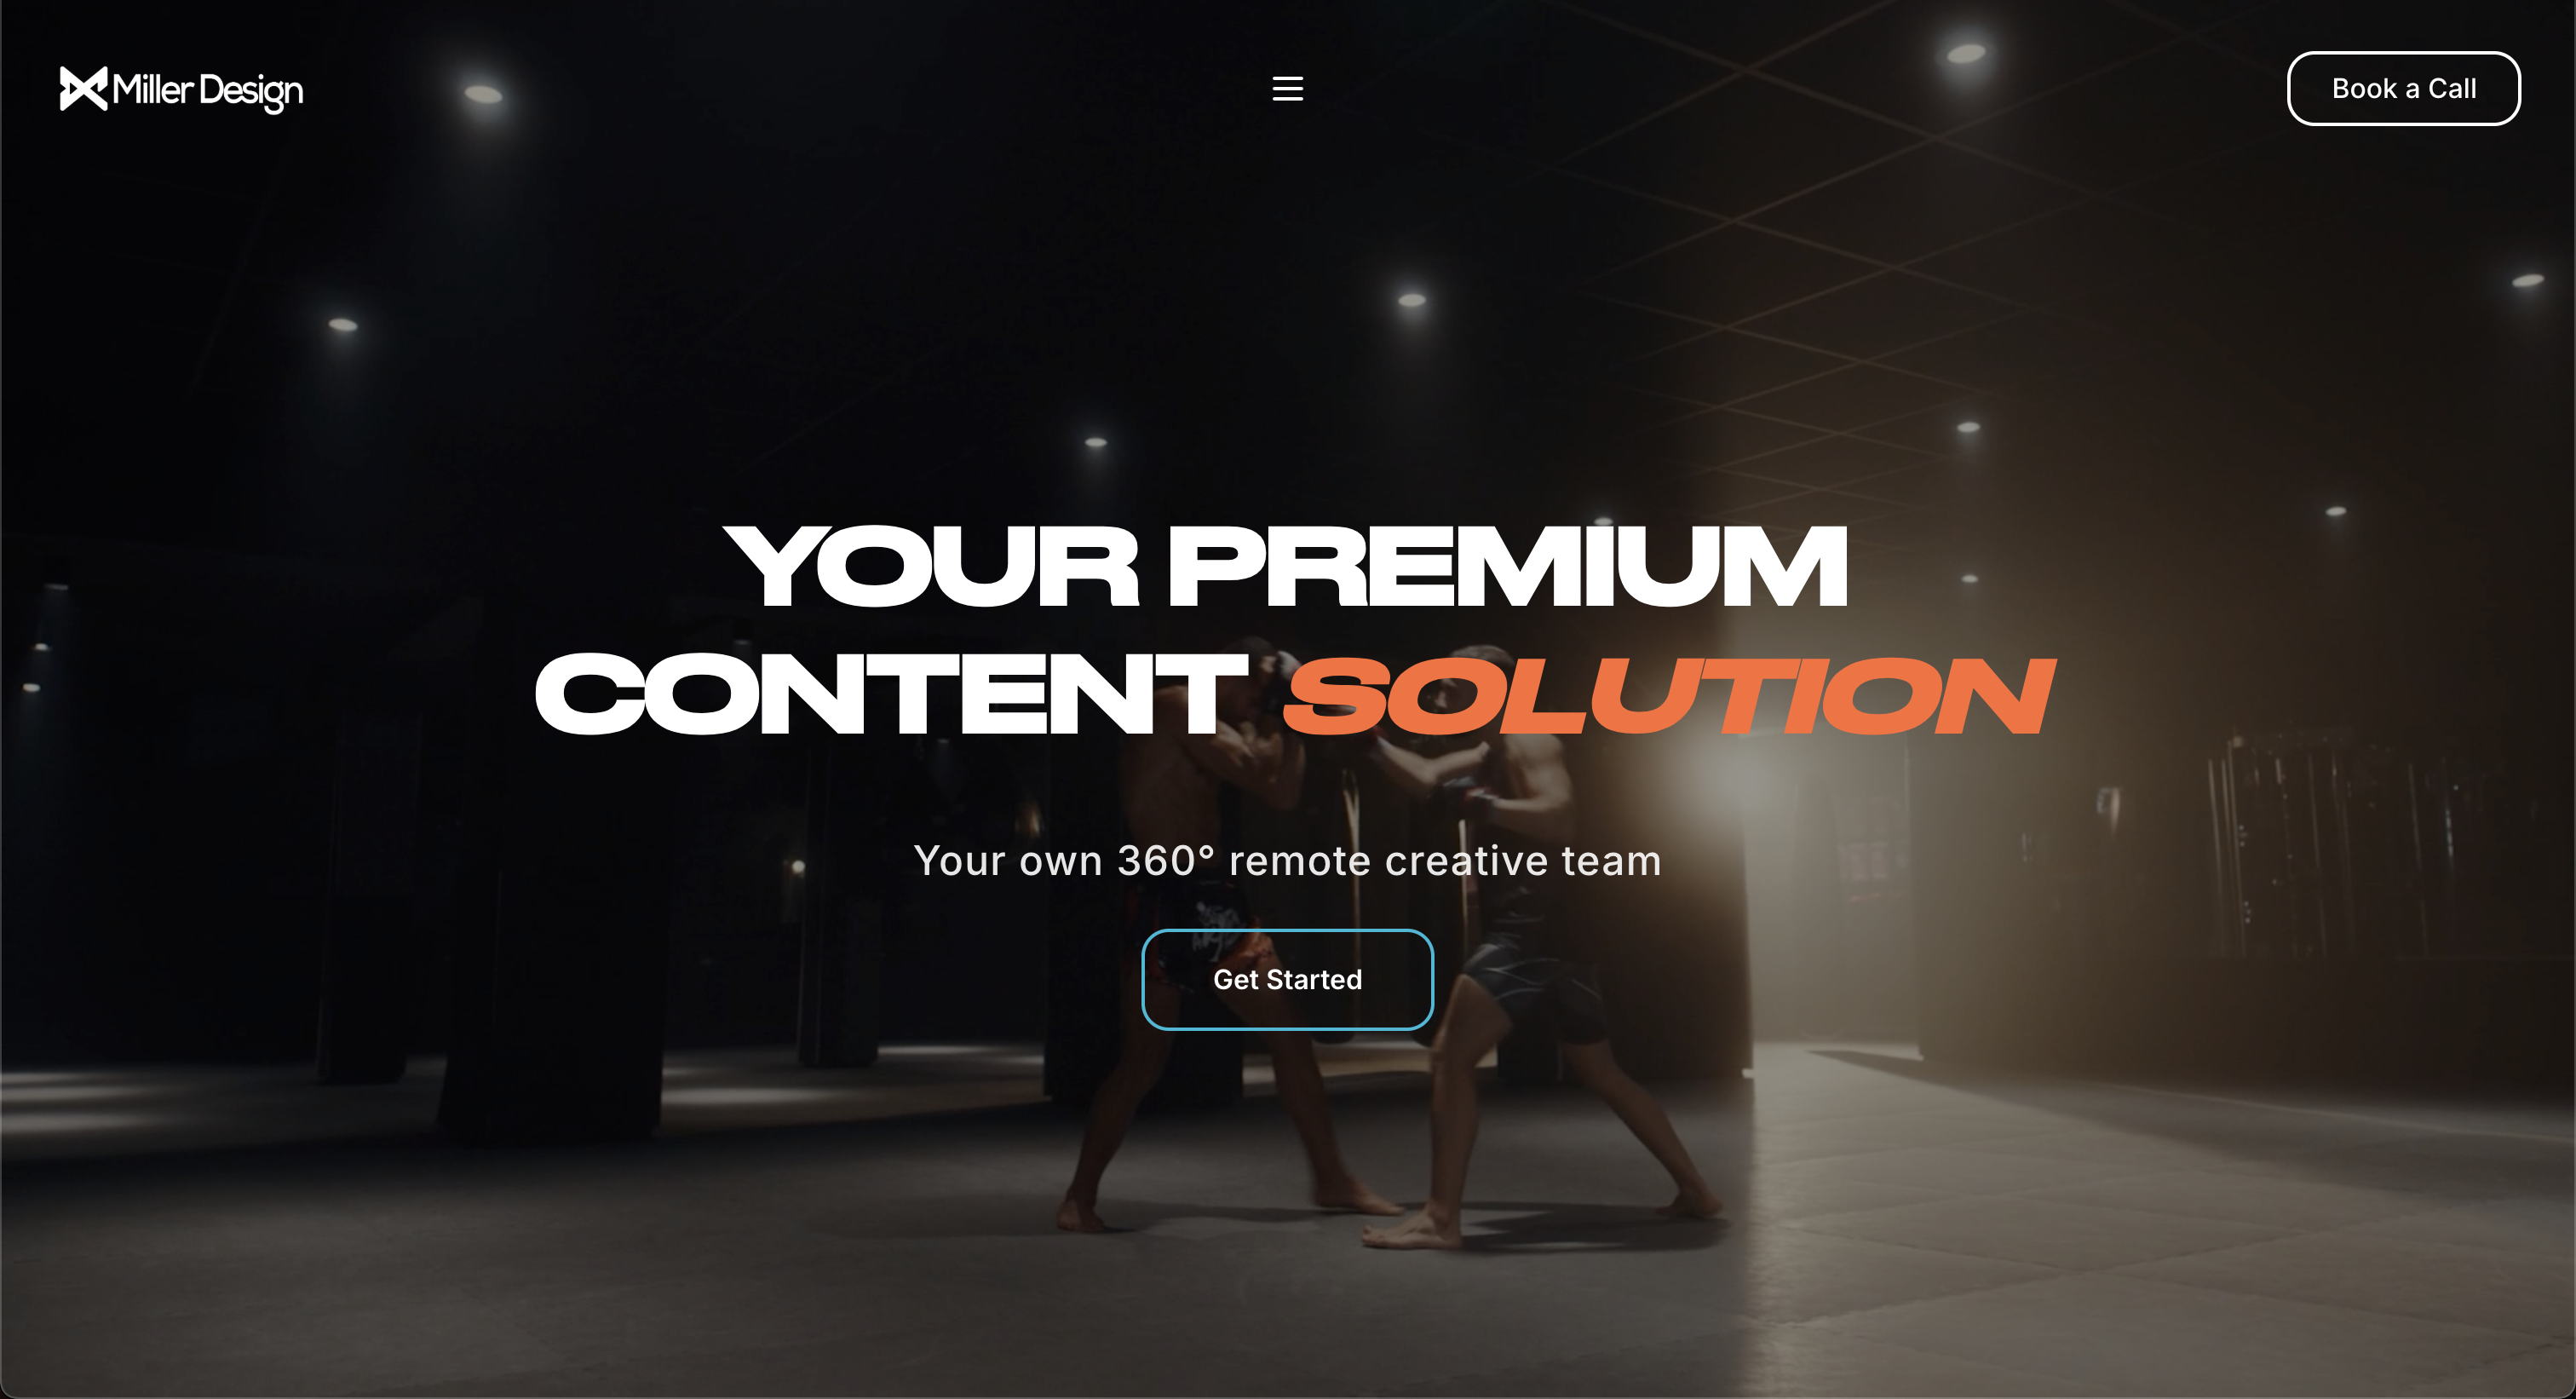 Miller Design
Book a Call
YOUR PREMIUM
CONTENT SOLUTION
Your own 360° remote creative team
Get Started